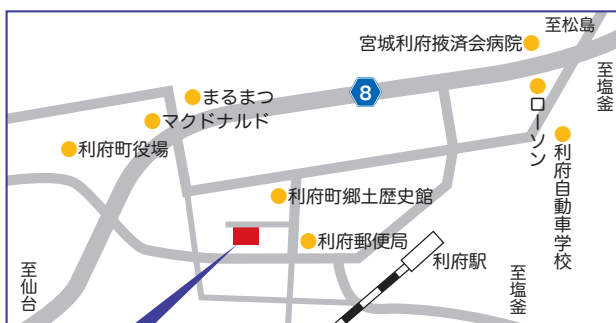 至松島
宮城利府掖済会病院
至塩釜
8
まるまつ
ローソン
マクドナルド
利府町役場
利府自動車学校
利府町郷土歴史館
利府郵便局
利府駅
至仙台
至塩釜